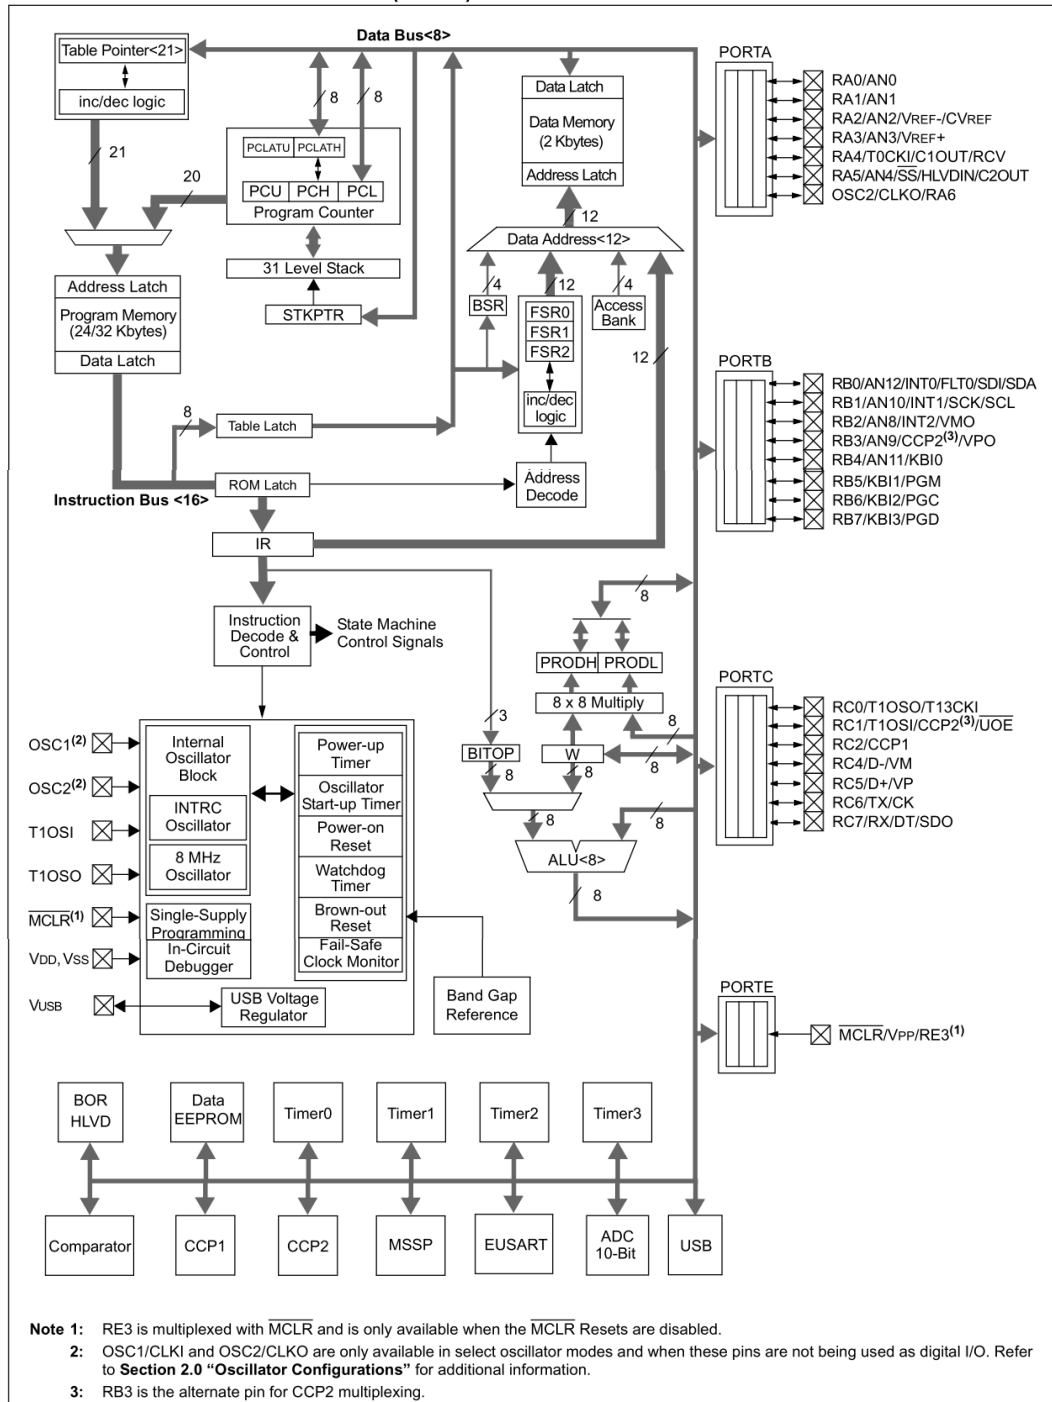 Data Bus<8>
Table Pointer<21>
inc/dec logic
21
20
8
8
PCLATU PCLATH
PCU PCH PCL
Program Counter
31 Level Stack
STKPTR
Address Latch
Program Memory
(24/32 Kbytes)
Data Latch
8
Table Latch
Instruction Bus <16>
ROM Latch
IR
Data Latch
Data Memory
(2 Kbytes)
Address Latch
12
Data Address<12>
4
12
4
BSR
FSR0
FSR1
FSR2
inc/dec
logic
Access
Bank
12
Address
Decode
Instruction
Decode &
Control
State Machine
Control Signals
8
PRODH PRODL
8 x 8 Multiply
3
8
BITOP
W
8
8
8
8
8
ALU<8>
8
OSC1(2)
OSC2(2)
T1OSI
T1OSO
MCLR(1)
VDD, VSS
VUSB
Internal
Oscillator
Block
INTRC
Oscillator
8 MHz
Oscillator
Single-Supply
Programming
In-Circuit
Debugger
USB Voltage
Regulator
Power-up
Timer
Oscillator
Start-up Timer
Power-on
Reset
Watchdog
Timer
Brown-out
Reset
Fail-Safe
Clock Monitor
Band Gap
Reference
PORTA
RA0/AN0
RA1/AN1
RA2/AN2/VREF-/CVREF
RA3/AN3/VREF+
RA4/T0CKI/C1OUT/RCV
RA5/AN4/SS/HLVDIN/C2OUT
OSC2/CLKO/RA6
PORTB
RB0/AN12/INT0/FLT0/SDI/SDA
RB1/AN10/INT1/SCK/SCL
RB2/AN8/INT2/VMO
RB3/AN9/CCP2(3)/VPO
RB4/AN11/KBI0
RB5/KBI1/PGM
RB6/KBI2/PGC
RB7/KBI3/PGD
PORTC
RC0/T1OSO/T13CKI
RC1/T1OSI/CCP2(3)/UOE
RC2/CCP1
RC4/D-/VM
RC5/D+/VP
RC6/TX/CK
RC7/RX/DT/SDO
PORTE
MCLR/VPP/RE3(1)
BOR
HLVD
Data
EEPROM
Timer0
Timer1
Timer2
Timer3
Comparator
CCP1
CCP2
MSSP
EUSART
ADC
10-Bit
USB
Note 1: RE3 is multiplexed with MCLR and is only available when the MCLR Resets are disabled.
2: OSC1/CLKI and OSC2/CLKO are only available in select oscillator modes and when these pins are not being used as digital I/O. Refer
to Section 2.0 “Oscillator Configurations” for additional information.
3: RB3 is the alternate pin for CCP2 multiplexing.